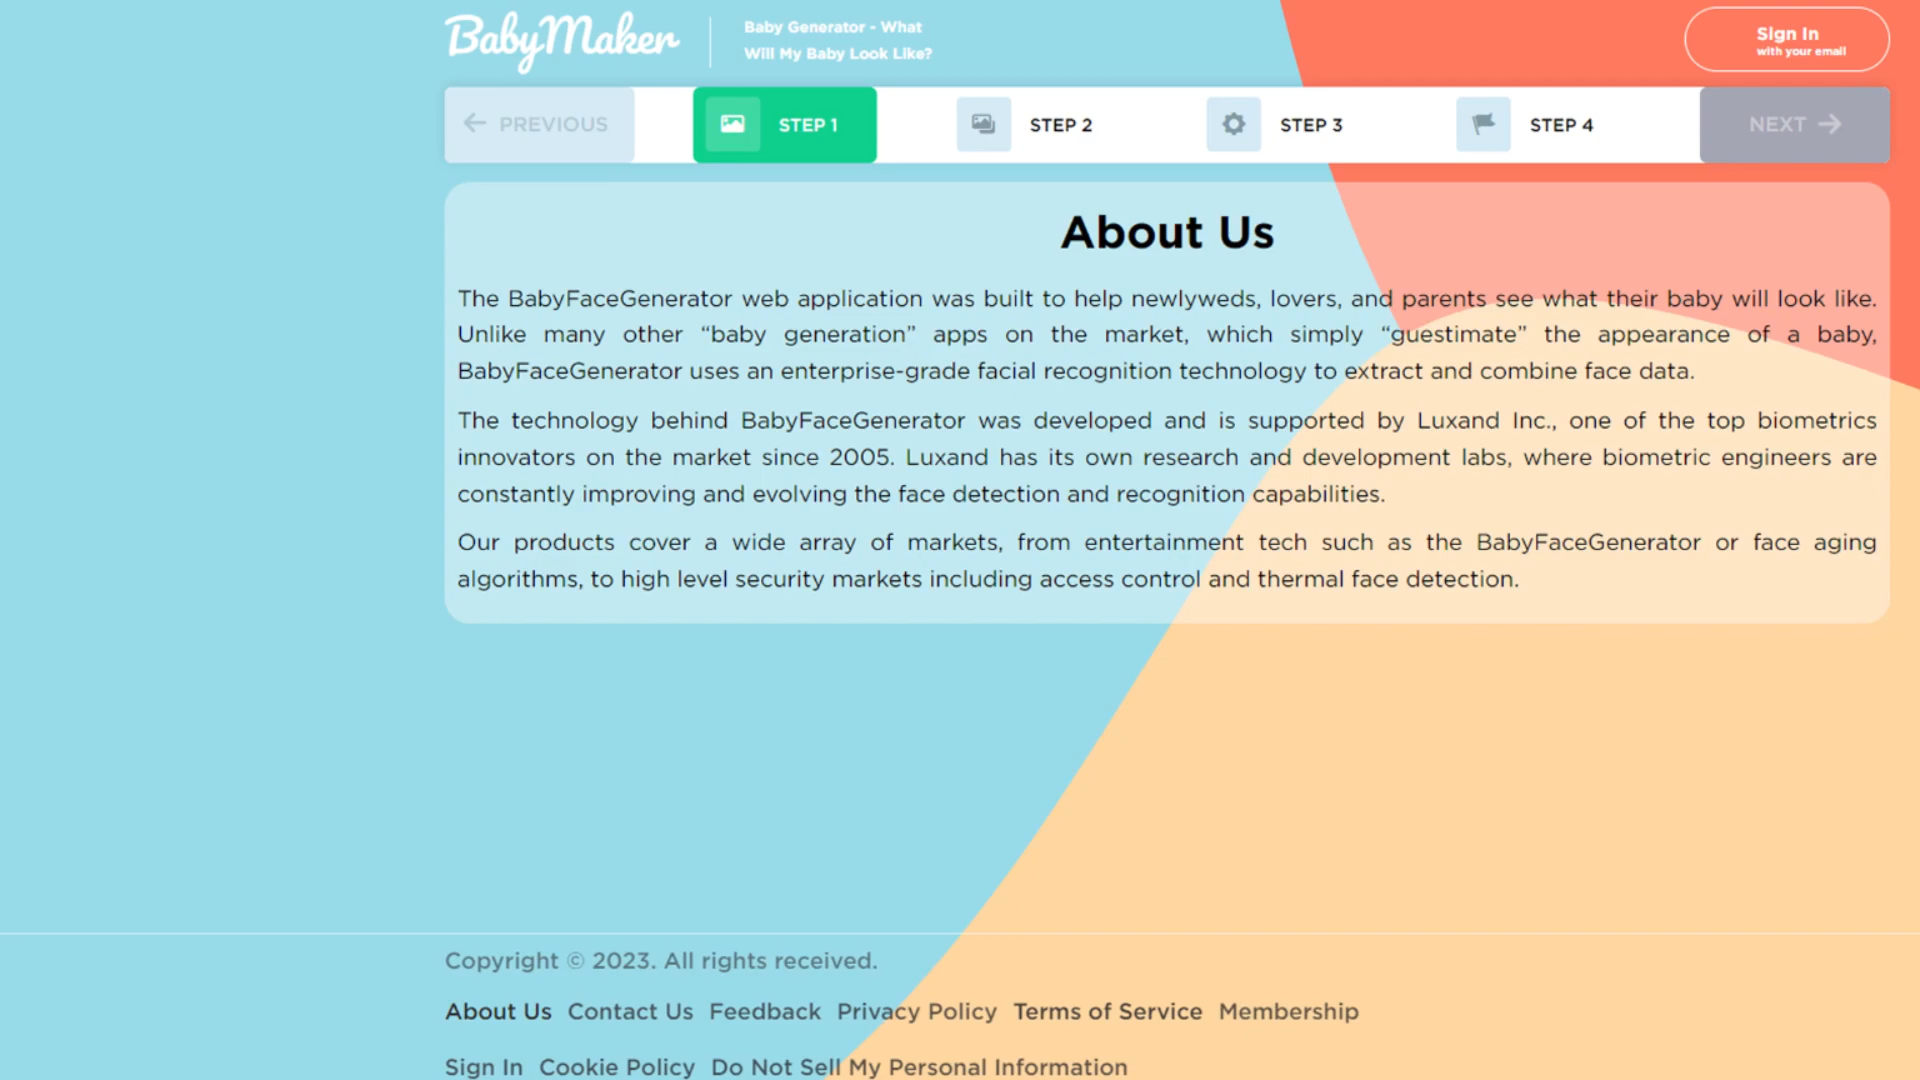 BabyMaker
Baby Generator - What
Will My Baby Look Like?
Sign In
with your email
PREVIOUS
STEP 1
STEP 2
STEP 3
STEP 4
NEXT
About Us
The BabyFaceGenerator web application was built to help newlyweds, lovers, and parents see what their baby will look like.
Unlike many other “baby generation” apps on the market, which simply “guestimate” the appearance of a baby,
BabyFaceGenerator uses an enterprise-grade facial recognition technology to extract and combine face data.
The technology behind BabyFaceGenerator was developed and is supported by Luxand Inc., one of the top biometrics
innovators on the market since 2005. Luxand has its own research and development labs, where biometric engineers are
constantly improving and evolving the face detection and recognition capabilities.
Our products cover a wide array of markets, from entertainment tech such as the BabyFaceGenerator or face aging
algorithms, to high level security markets including access control and thermal face detection.
Copyright © 2023. All rights received.
About Us Contact Us Feedback Privacy Policy Terms of Service Membership
Sign In Cookie Policy Do Not Sell My Personal Information